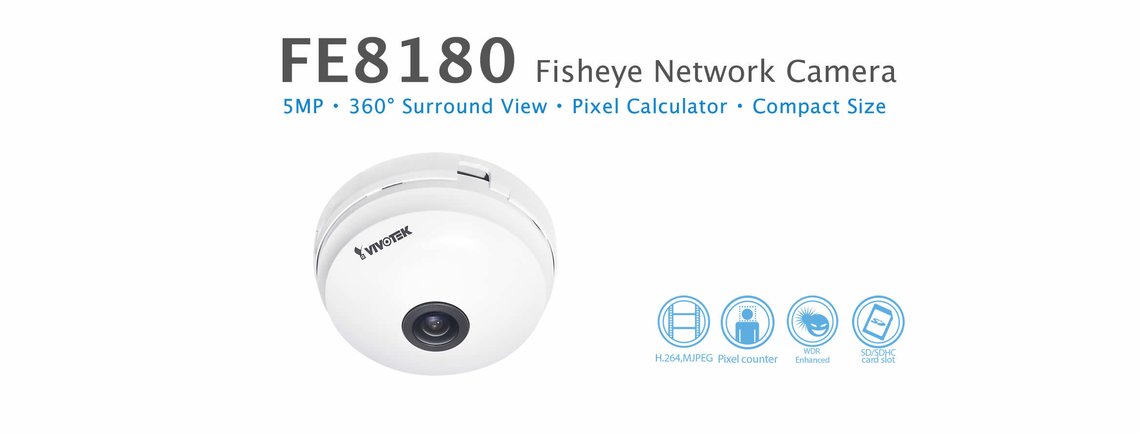 FE8180 Fisheye Network Camera
5MP • 360° Surround View • Pixel Calculator • Compact Size
VIVOTEK
H.264,MJPEG
Pixel counter
WDR
Enhanced
SD/SDHC
card slot